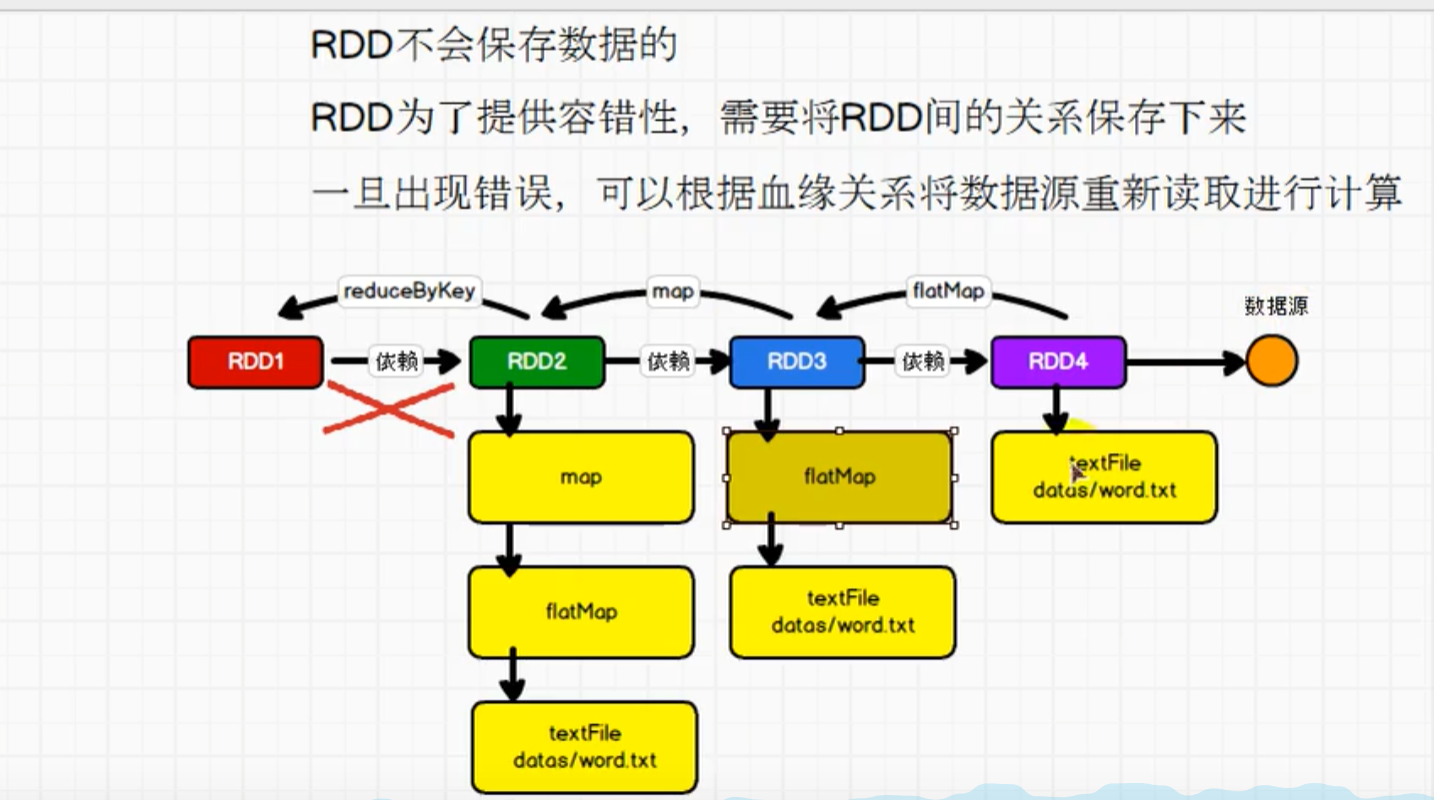 RDD不会保存数据的
RDD为了提供容错性，需要将RDD间的关系保存下来
一旦出现错误，可以根据血缘关系将数据源重新读取进行计算
reduceByKey
map
flatMap
数据源
RDD1
依赖
RDD2
依赖
RDD3
依赖
RDD4
map
flatMap
textFile
datas/word.txt
flatMap
textFile
datas/word.txt
textFile
datas/word.txt